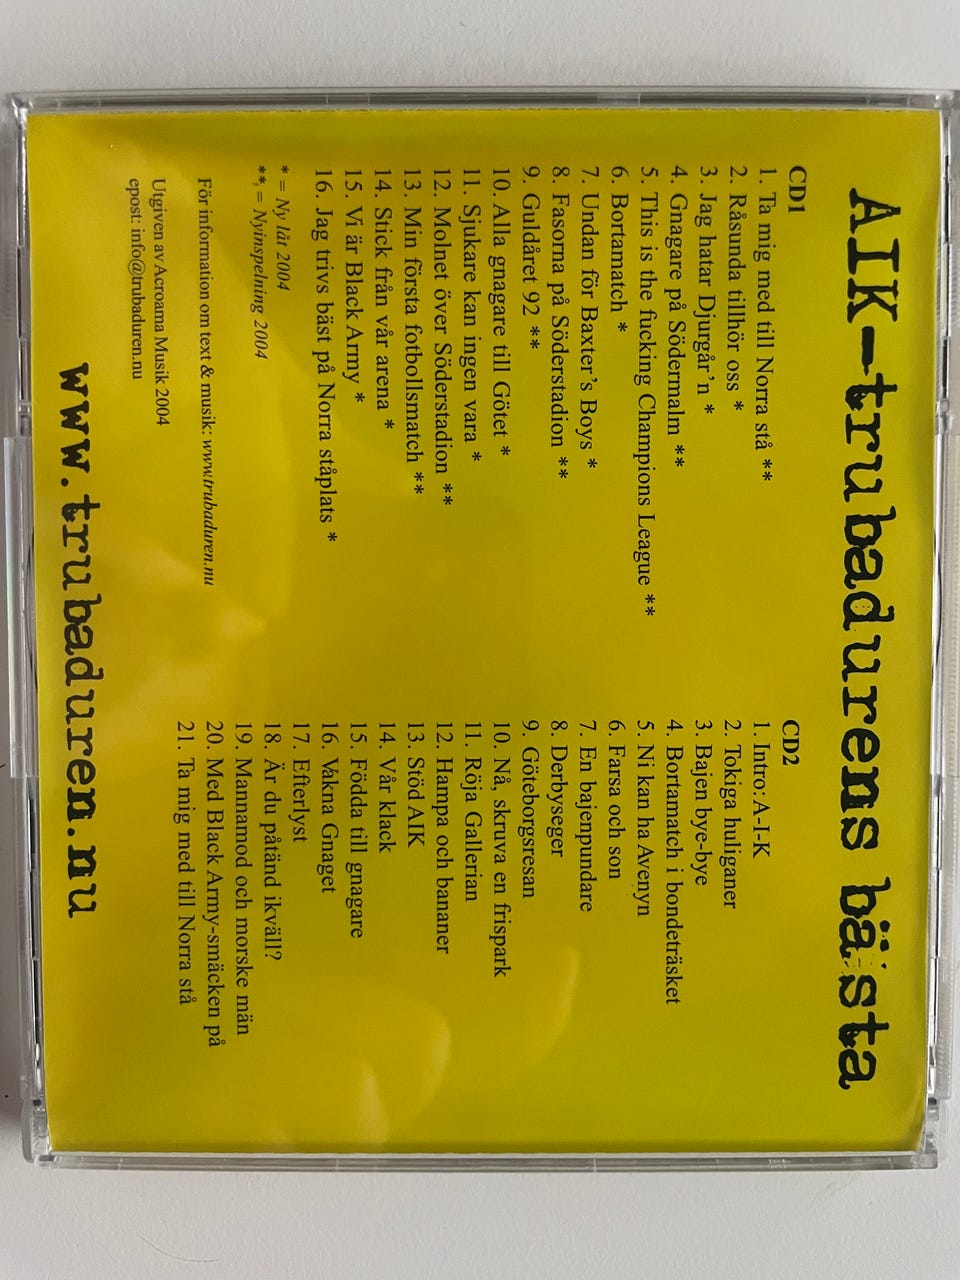 AIK-trubadurens bästa
CD1
1. Ta mig med till Norra stå **
2. Råsunda tillhör oss *
3. Jag hatar Djurgår'n *
4. Gnagare på Södermalm **
5. This is the fucking Champions League **
6. Bortamatch *
7. Undan för Baxter's Boys *
8. Fasorna på Söderstadion **
9. Guldåret 92 **
10. Alla gnagare till Götet *
11. Sjukare kan ingen vara *
12. Molnet över Söderstadion **
13. Min första fotbollsmatch **
14. Stick från vår arena *
15. Vi är Black Army *
16. Jag trivs bäst på Norra ståplats *
* = Ny låt 2004
** = Nyinspelning 2004
För information om text & musik: www.trubaduren.nu
Utgiven av Acroama Musik 2004
epost: info@trubaduren.nu
CD2
1. Intro: A-I-K
2. Tokiga huliganer
3. Bajen bye-bye
4. Bortamatch i bondeträsket
5. Ni kan ha Avenyn
6. Farsa och son
7. En bajenpundare
8. Derbyseger
9. Göteborgsresan
10. Nå, skruva en frispark
11. Röja Gallerian
12. Hampa och bananer
13. Stöd AIK
14. Vår klack
15. Födda till gnagare
16. Vakna Gnaget
17. Efterlyst
18. Är du påtänd ikväll?
19. Mannamod och morske män
20. Med Black Army-smäcken på
21. Ta mig med till Norra stå
www.trubaduren.nu